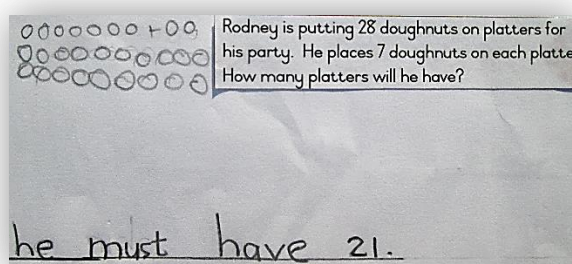 Rodney is putting 28 doughnuts on platters for
his party. He places 7 doughnuts on each platte
How many platters will he have?
he must have 21.